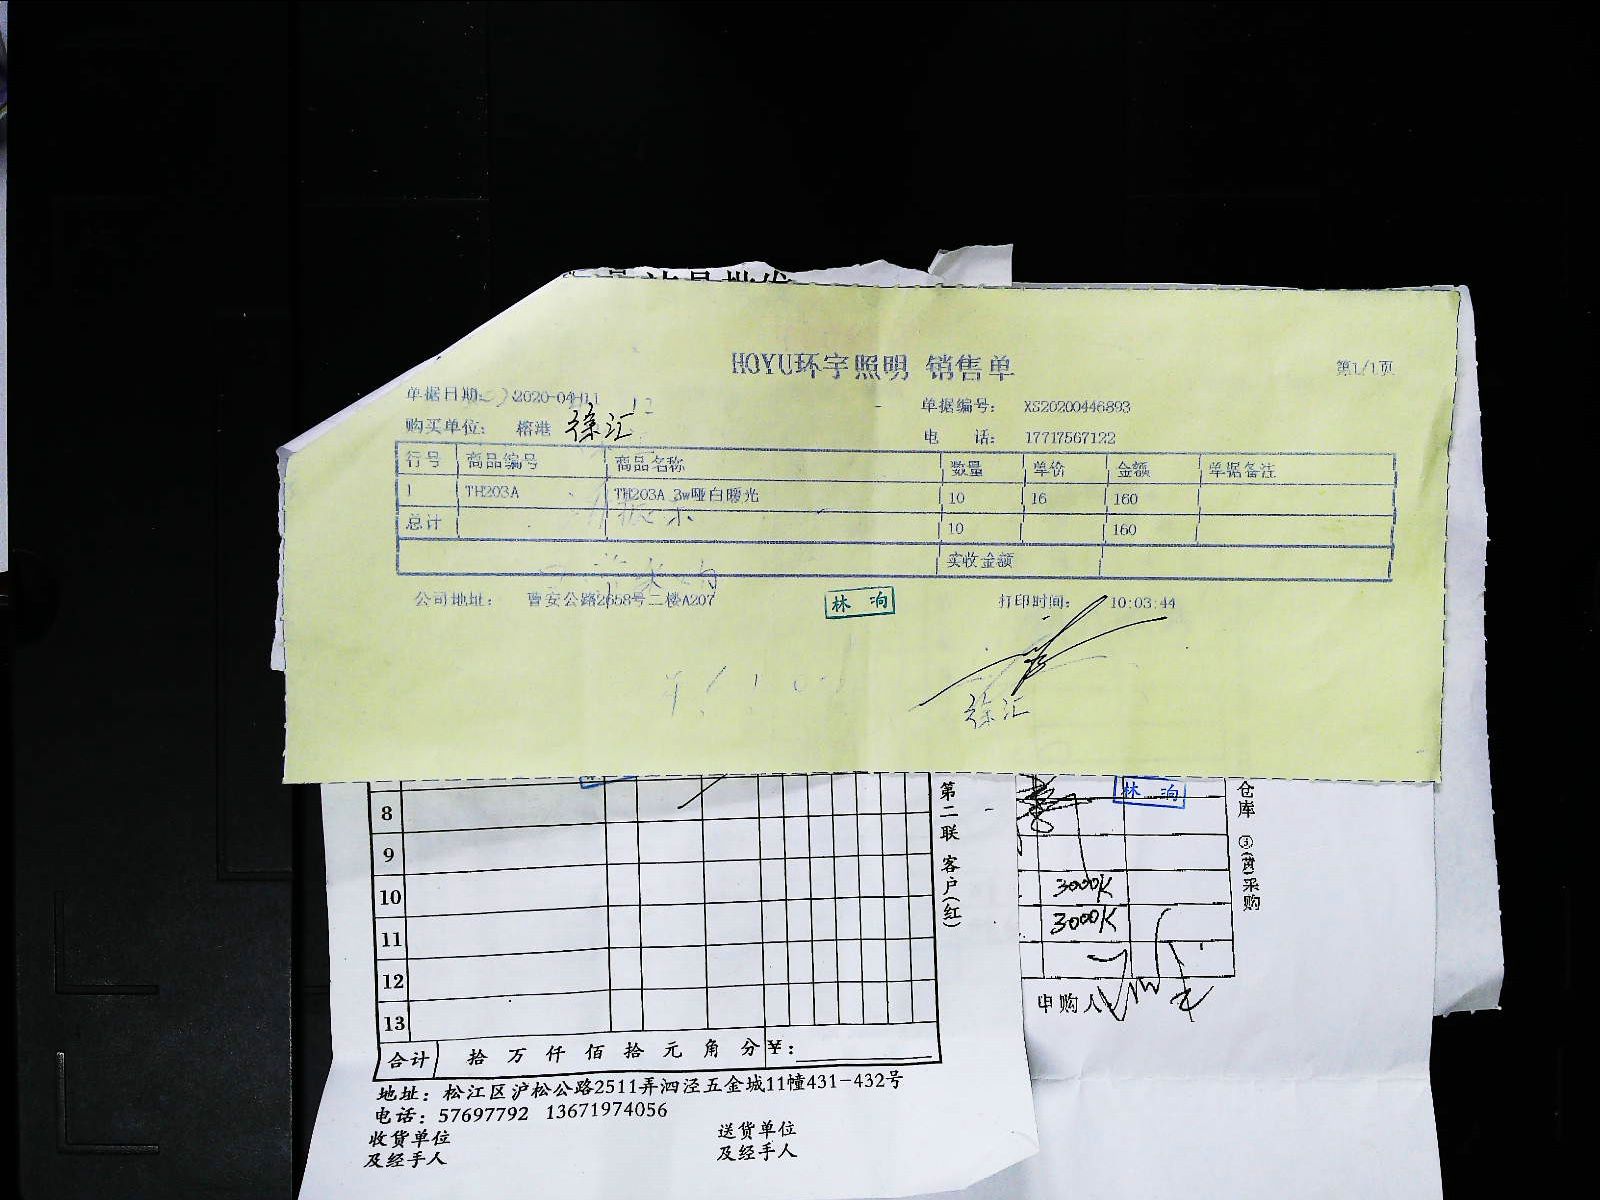 HOYU环宇照明 销售单
第1/1页
单据日期: 2020-04-11
12
单据编号: XS20200446893
购买单位: 榕港 徐汇
电 话: 17717567122
行号 商品编号 商品名称 数量 单价 金额 单据备注
1 TH203A TH203A 3w哑白暖光 10 16 160
总计 10 160
实收金额
公司地址: 曹安公路2658号二楼A207
林 洵
打印时间: 10:03:44
徐汇
8
9
10
11
12
13
合计 拾 万 仟 佰 拾 元 角 分 ¥:
第二联 客户(红)
地址: 松江区沪松公路2511弄泗泾五金城11幢431-432号
电话: 57697792 13671974056
收货单位
及经手人
送货单位
及经手人
林 洵
3000K
3000K
申购人
仓库 ③(黄)采购